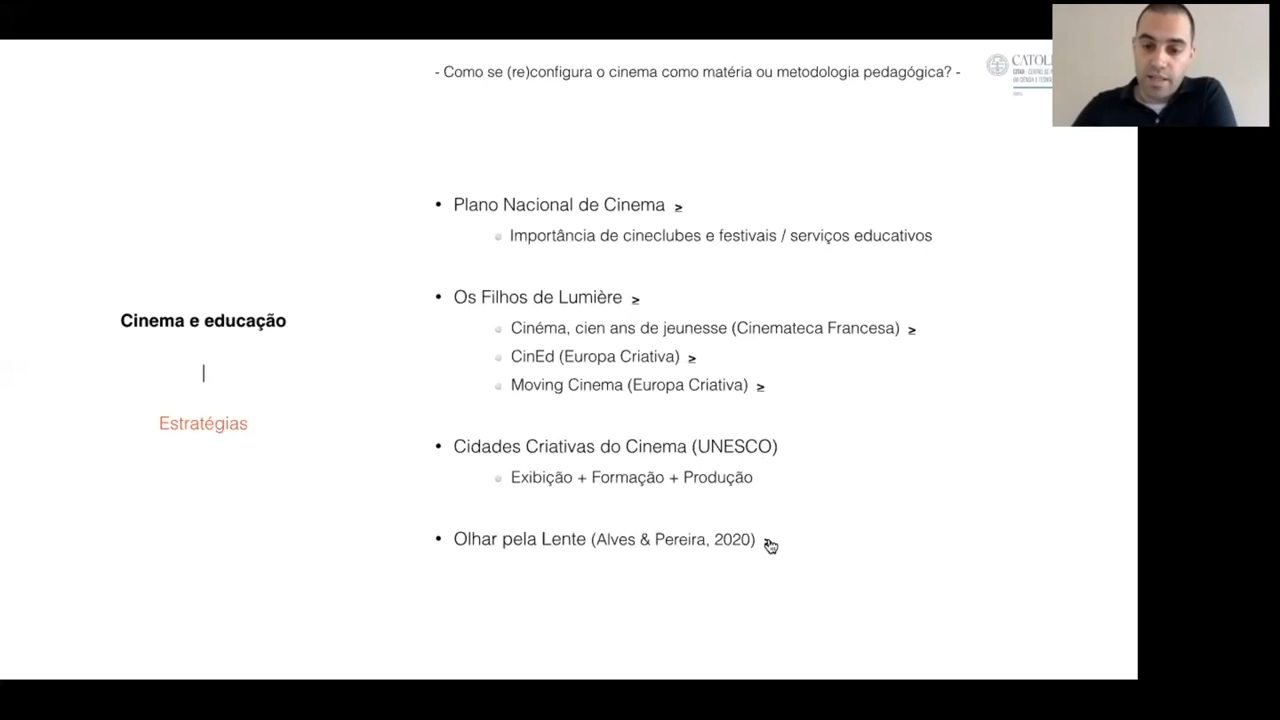 - Como se (re)configura o cinema como matéria ou metodologia pedagógica? -
CATOL
Cinema e educação
|
Estratégias
• Plano Nacional de Cinema ≥
Importância de cineclubes e festivais / serviços educativos
• Os Filhos de Lumière ≥
Cinéma, cien ans de jeunesse (Cinemateca Francesa) ≥
CinEd (Europa Criativa) ≥
Moving Cinema (Europa Criativa) ≥
• Cidades Criativas do Cinema (UNESCO)
Exibição + Formação + Produção
• Olhar pela Lente (Alves & Pereira, 2020)